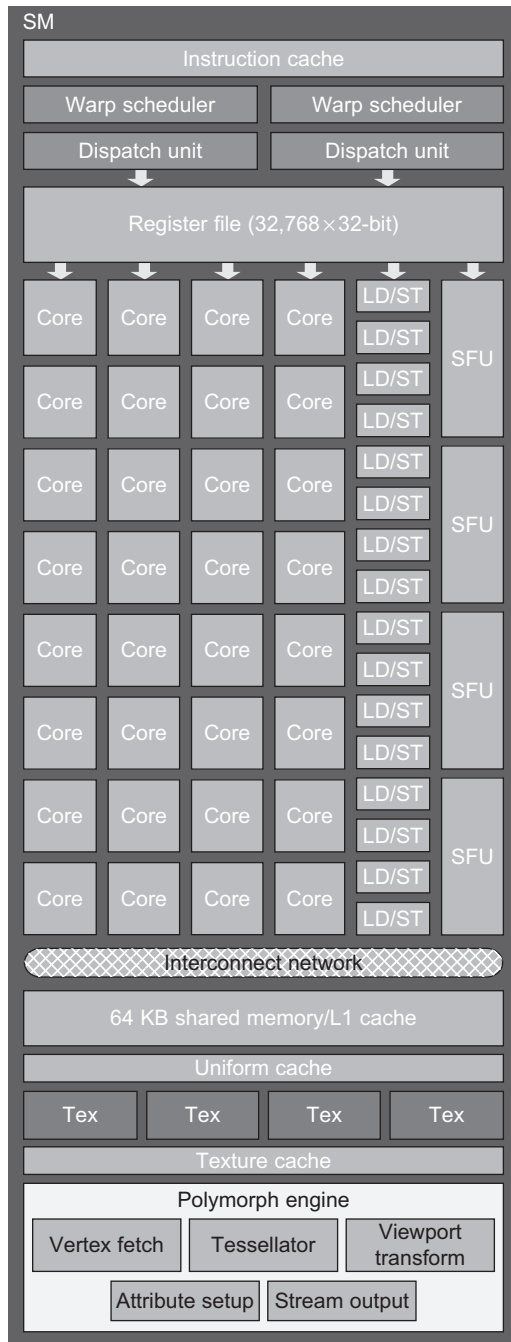 SM
Instruction cache
Warp scheduler Warp scheduler
Dispatch unit Dispatch unit
Register file (32,768×32-bit)
Core Core Core Core LD/ST SFU
LD/ST
Core Core Core Core LD/ST
LD/ST
Core Core Core Core LD/ST SFU
LD/ST
Core Core Core Core LD/ST
LD/ST
Core Core Core Core LD/ST SFU
LD/ST
Core Core Core Core LD/ST
LD/ST
Core Core Core Core LD/ST SFU
LD/ST
Core Core Core Core LD/ST
LD/ST
Interconnect network
64 KB shared memory/L1 cache
Uniform cache
Tex Tex Tex Tex
Texture cache
Polymorph engine
Vertex fetch Tessellator Viewport transform
Attribute setup Stream output